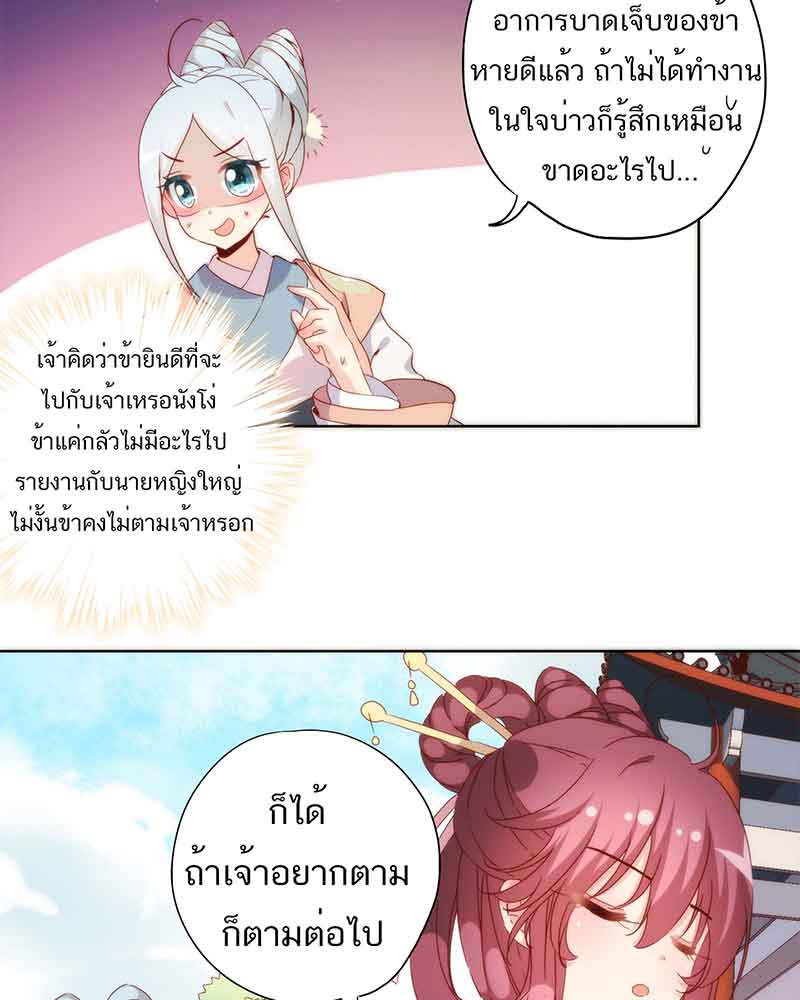 อาการบาดเจ็บของข้า
หายดีแล้ว ถ้าไม่ได้ทำงาน
ในใจบ่าวก็รู้สึกเหมือน
ขาดอะไรไป...
เจ้าคิดว่าข้ายินดีที่จะ
ไปกับเจ้าเหรอนังโง่
ข้าแค่กลัวไม่มีอะไรไป
รายงานกับนายหญิงใหญ่
ไม่งั้นข้าคงไม่ตามเจ้าหรอก
ก็ได้
ถ้าเจ้าอยากตาม
ก็ตามต่อไป